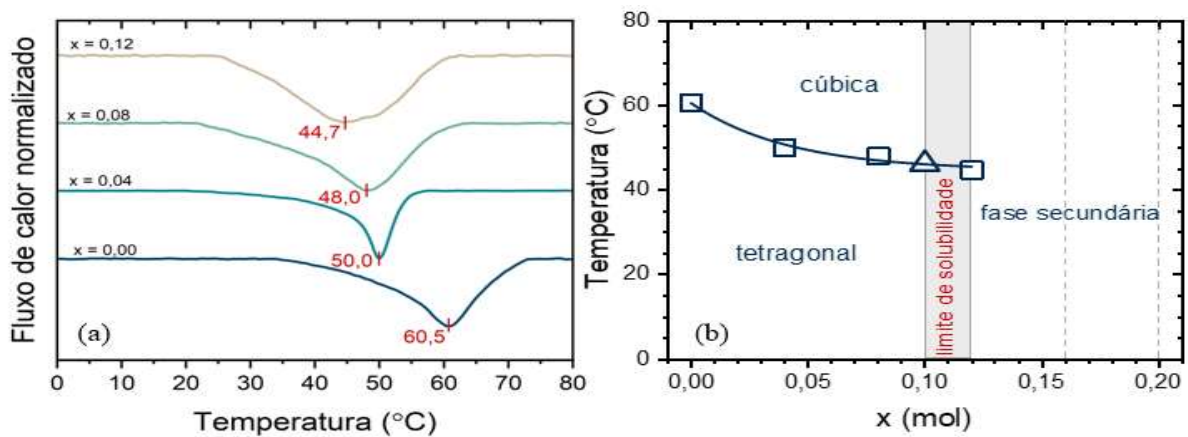 Fluxo de calor normalizado
x = 0,12
44,7
x = 0,08
48,0
x = 0,04
50,0
x = 0,00
60,5
(a)
0 10 20 30 40 50 60 70 80
Temperatura (°C)
Temperatura (°C)
80
60
40
20
0
cúbica
tetragonal
limite de solubilidade
fase secundária
(b)
0,00 0,05 0,10 0,15 0,20
x (mol)